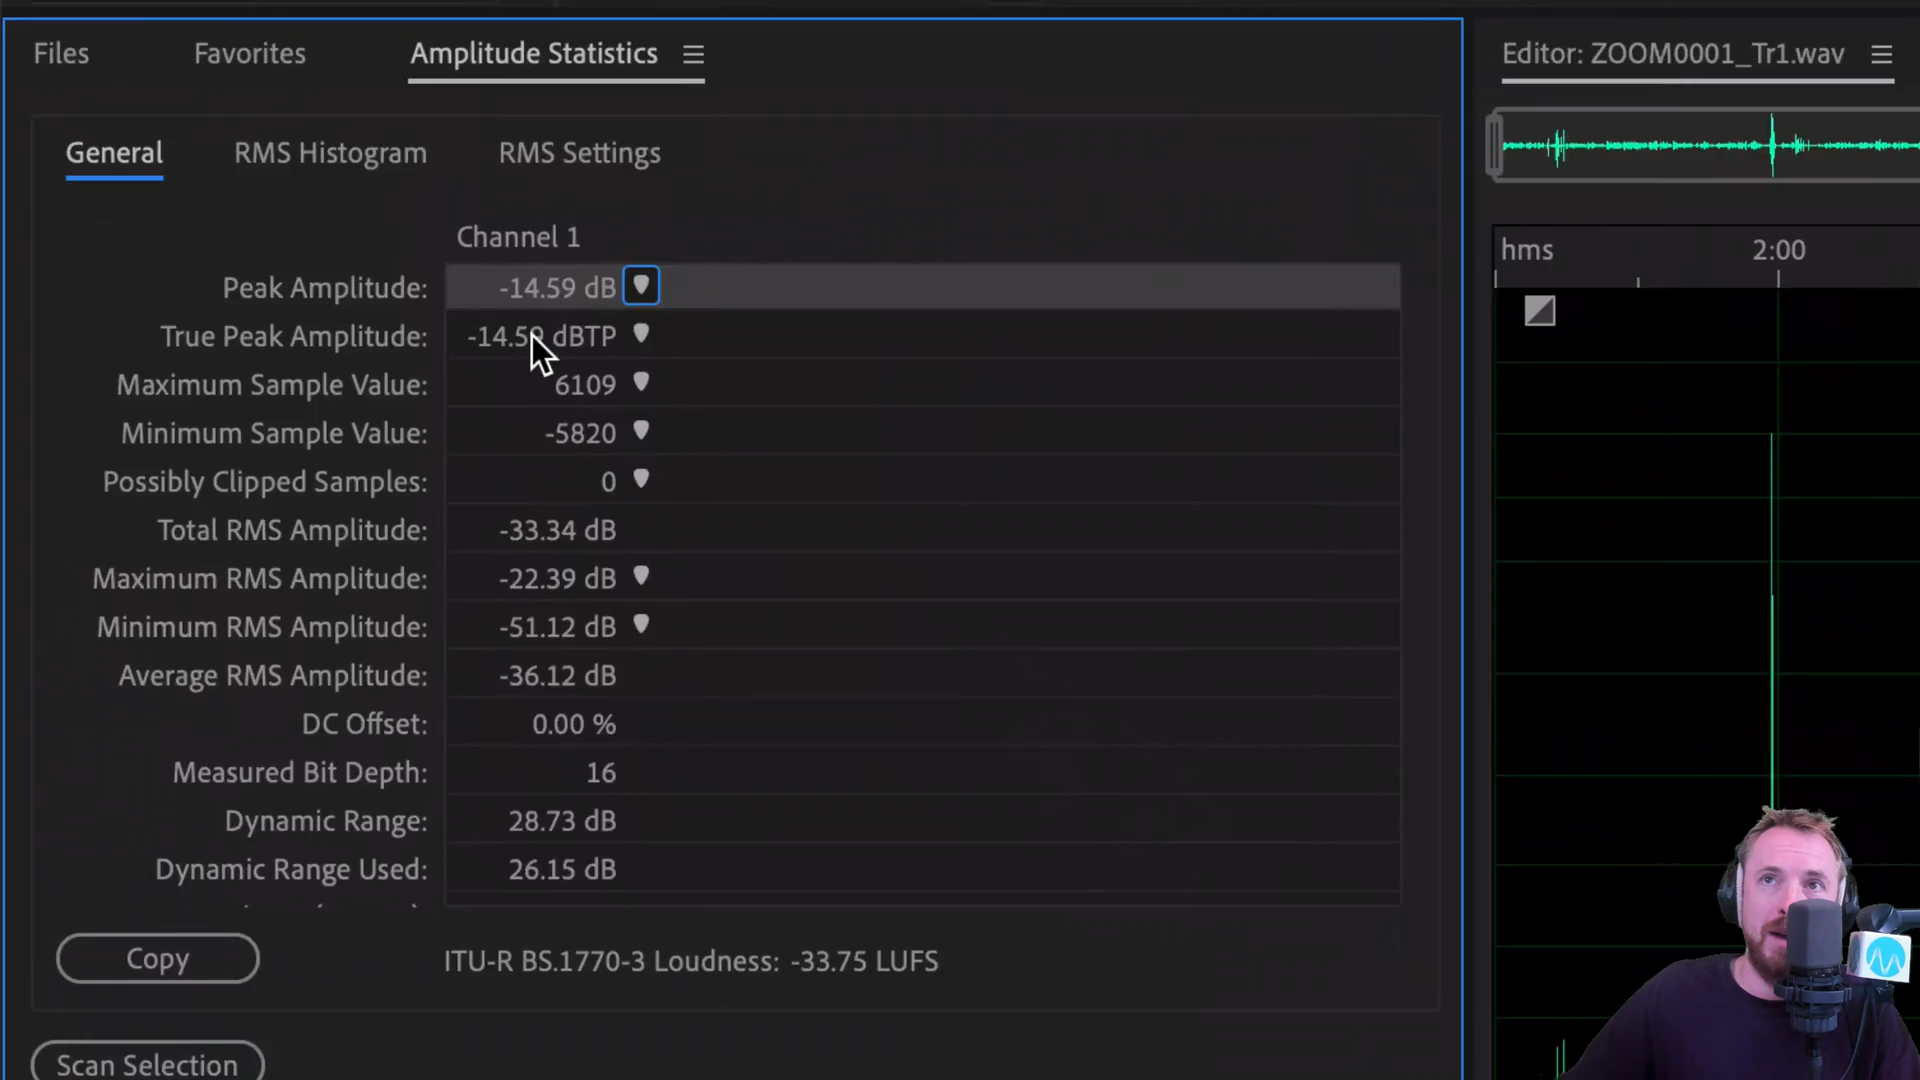 Files Favorites Amplitude Statistics
Editor: ZOOM0001_Tr1.wav
General RMS Histogram RMS Settings
Channel 1
hms 2:00
Peak Amplitude: -14.59 dB
True Peak Amplitude: -14.59 dBTP
Maximum Sample Value: 6109
Minimum Sample Value: -5820
Possibly Clipped Samples: 0
Total RMS Amplitude: -33.34 dB
Maximum RMS Amplitude: -22.39 dB
Minimum RMS Amplitude: -51.12 dB
Average RMS Amplitude: -36.12 dB
DC Offset: 0.00 %
Measured Bit Depth: 16
Dynamic Range: 28.73 dB
Dynamic Range Used: 26.15 dB
Copy
ITU-R BS.1770-3 Loudness: -33.75 LUFS
Scan Selection